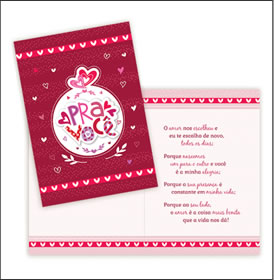 PRA
CÊ
O amor nos escolheu e
eu te escolho de novo,
todos os dias.
Porque nascemos
um para o outro e você
é a minha alegria.
Porque a sua presença é
constante em minha vida;
Porque ao seu lado,
o amor é a coisa mais bonita
que a vida nos dá!